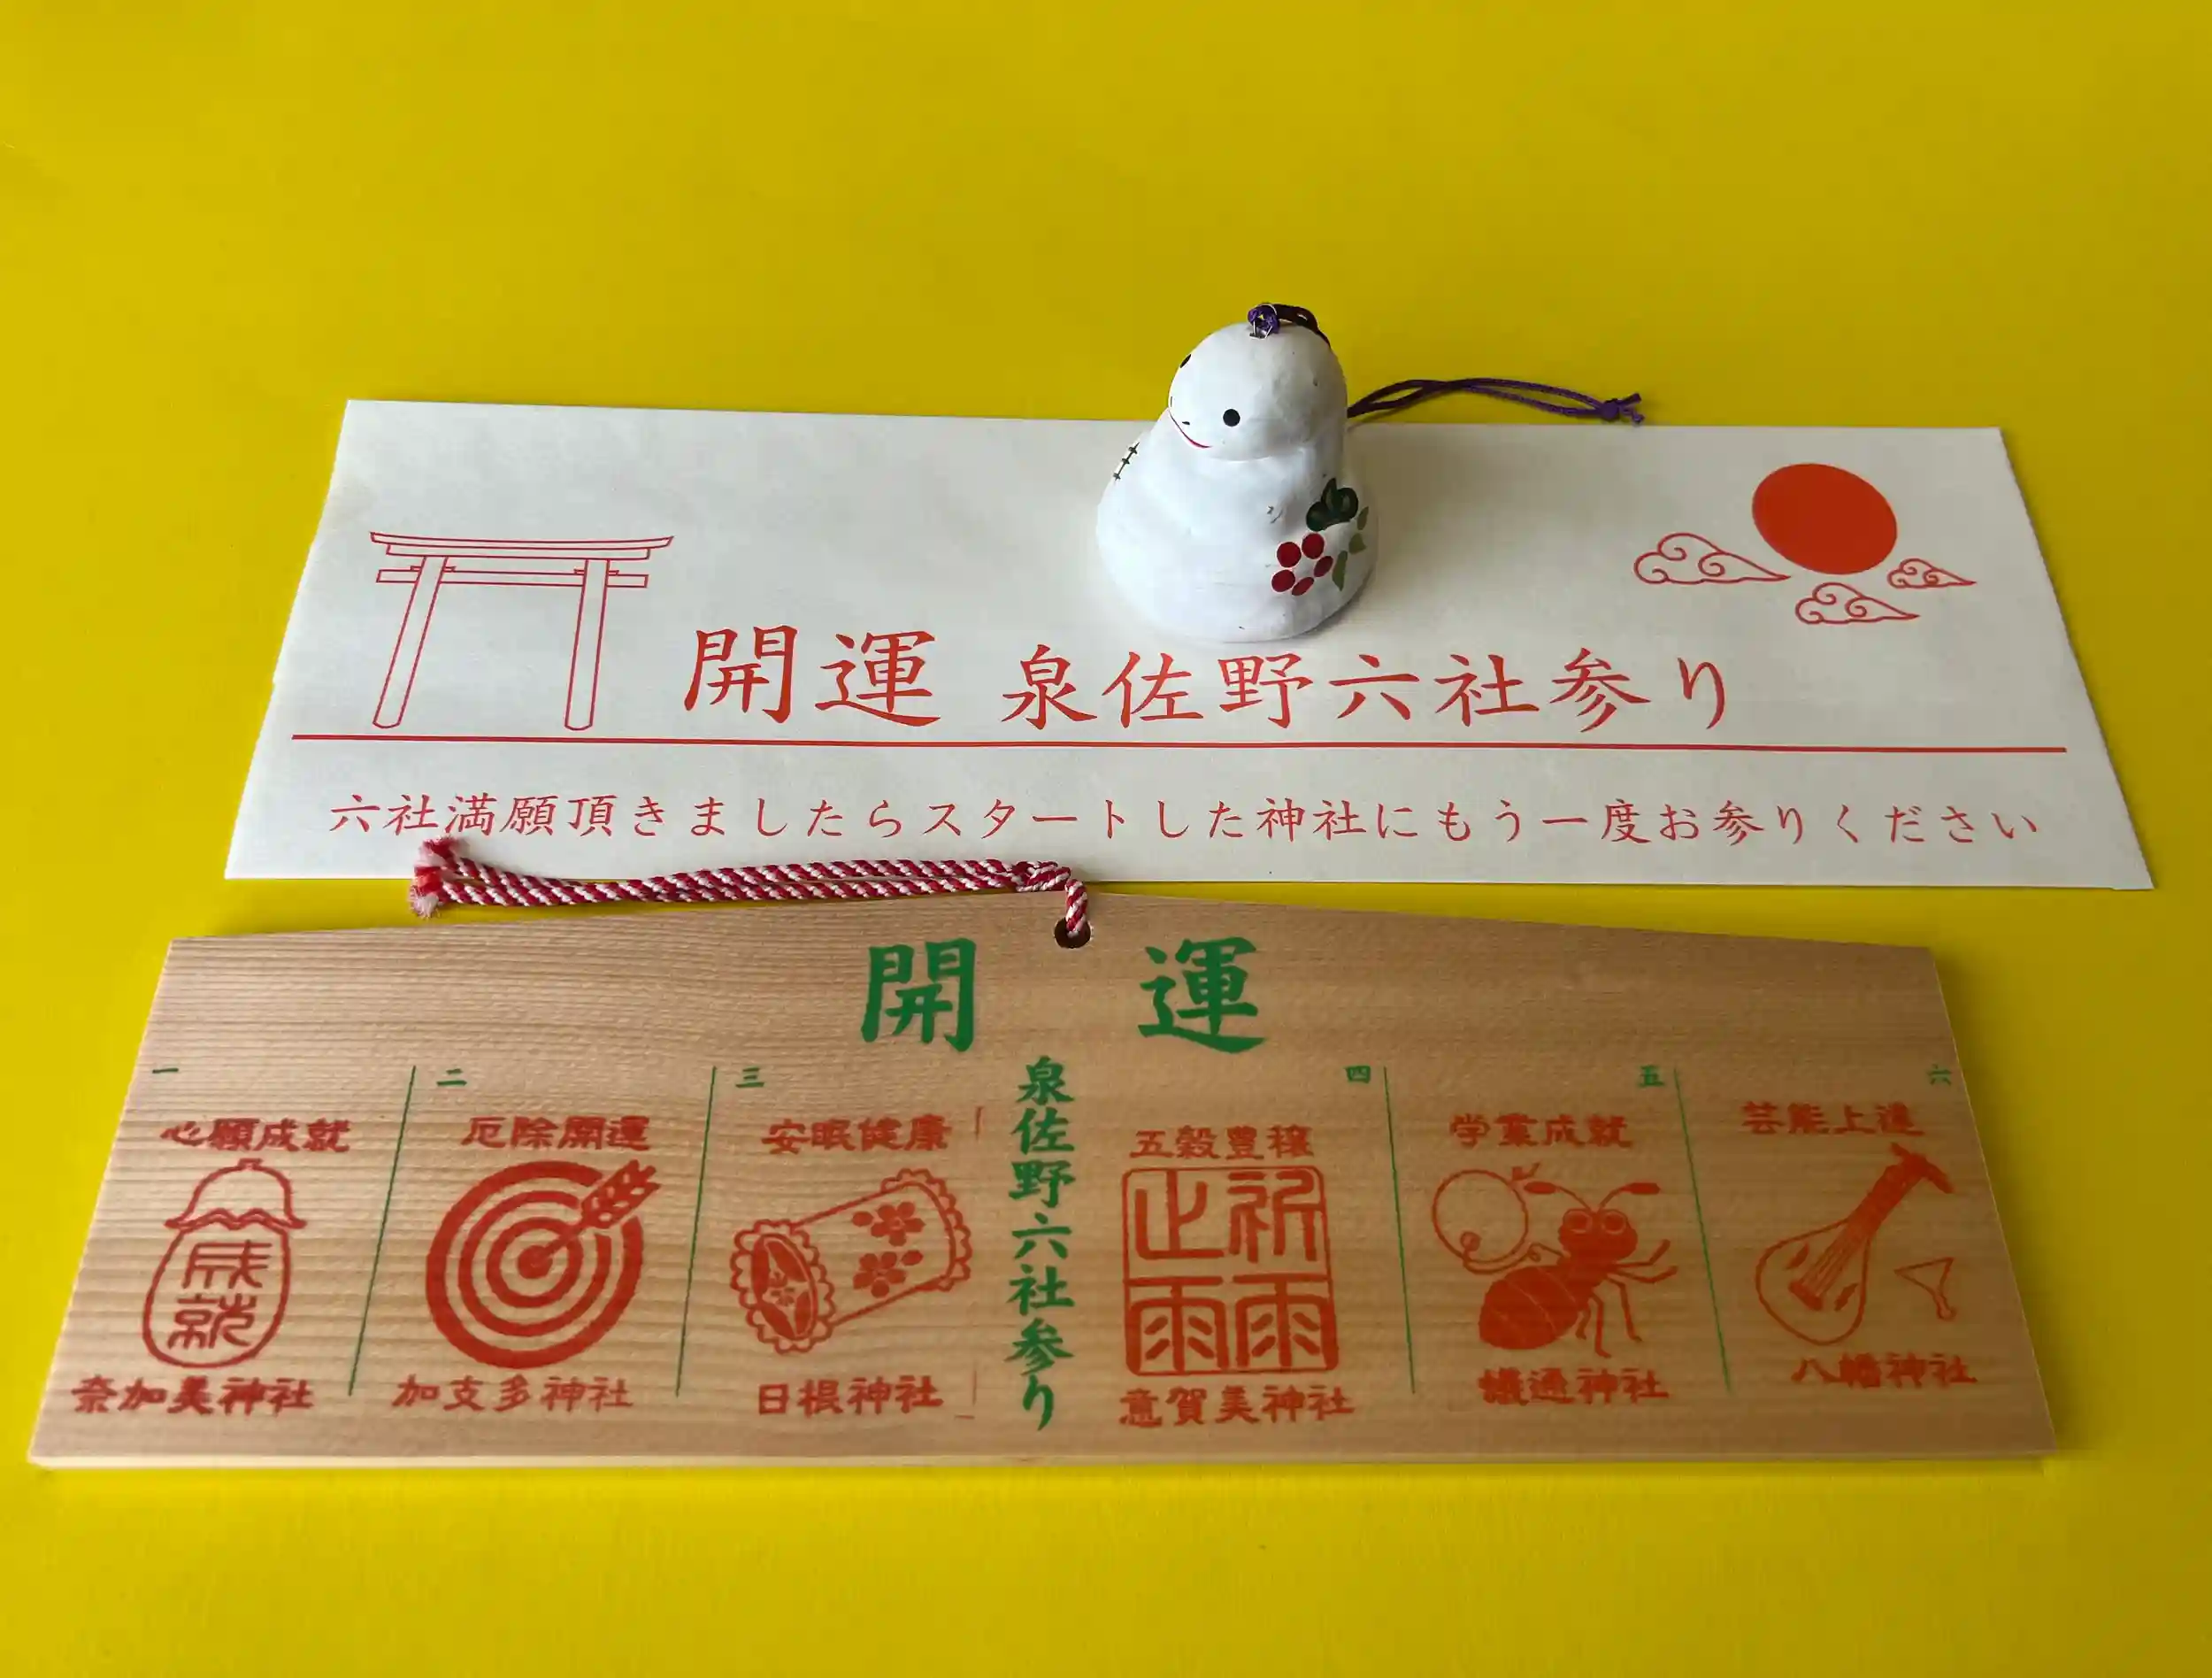 開運 泉佐野六社参り
六社満願頂きましたらスタートした神社にもう一度お参りください
開運
泉佐野六社参り
一
心願成就
成就
奈加美神社
二
厄除開運
加支多神社
三
安眠健康
日根神社
四
五穀豊穣
祈雨
止雨
意賀美神社
五
学業成就
蟻通神社
六
芸能上達
八幡神社